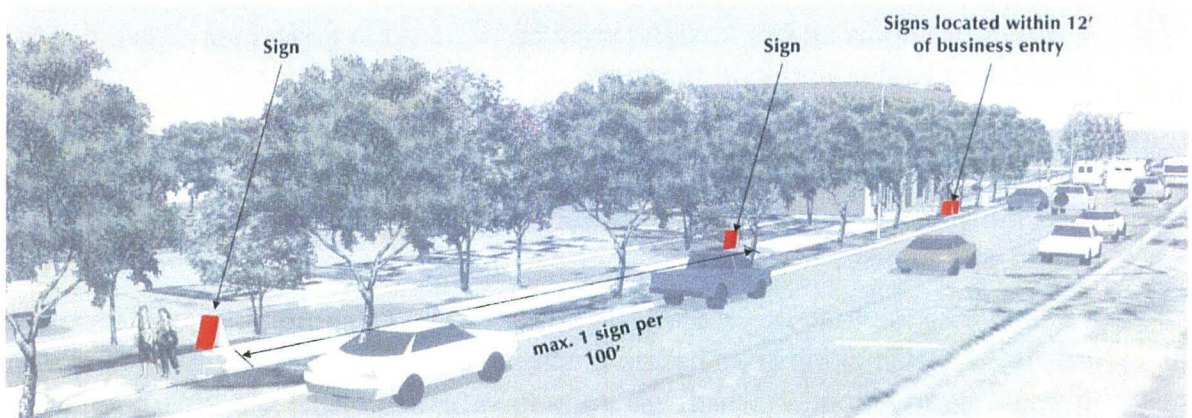 Sign
Sign
Signs located within 12'
of business entry
max. 1 sign per
100'